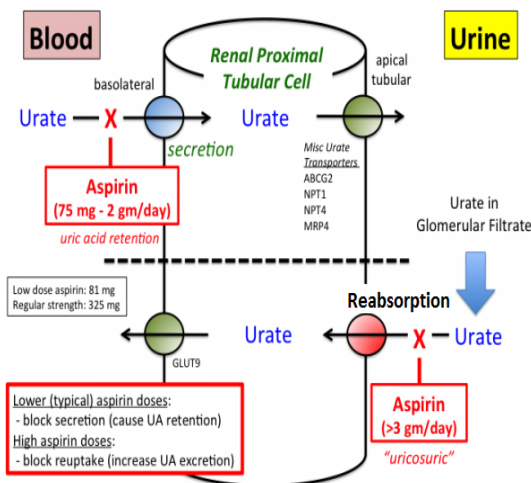 Blood
Renal Proximal
Tubular Cell
Urine
basolateral
apical
tubular
Urate
X
Urate
secretion
Misc Urate
Transporters
ABCG2
NPT1
NPT4
MRP4
Aspirin
(75 mg - 2 gm/day)
uric acid retention
Urate in
Glomerular Filtrate
Low dose aspirin: 81 mg
Regular strength: 325 mg
Reabsorption
GLUT9
Urate
X
Urate
Lower (typical) aspirin doses:
- block secretion (cause UA retention)
High aspirin doses:
- block reuptake (increase UA excretion)
Aspirin
(>3 gm/day)
"uricosuric"